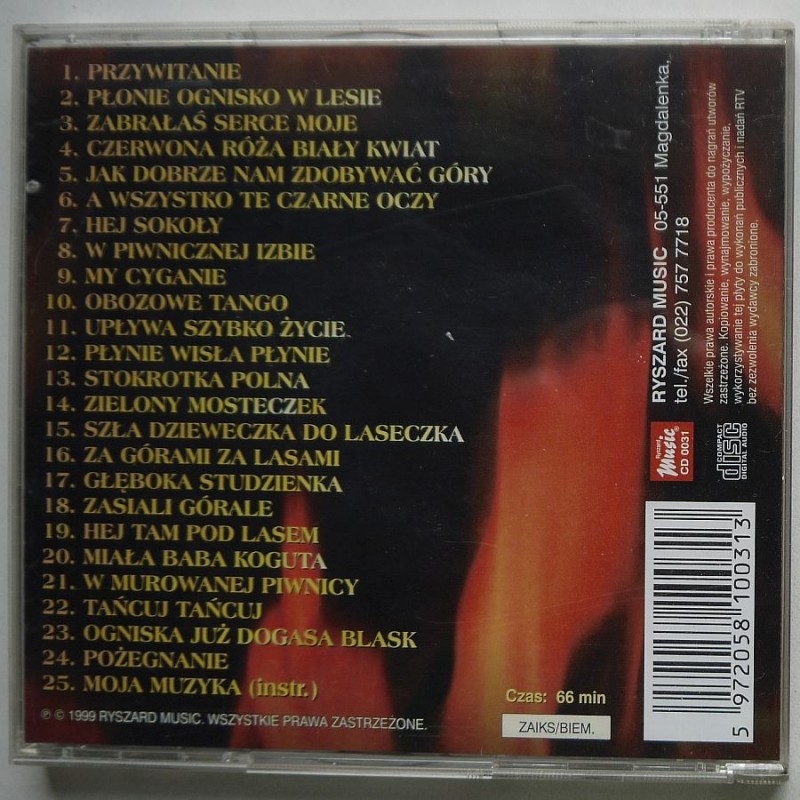 1. PRZYWITANIE
2. PŁONIE OGNISKO W LESIE
3. ZABRAŁAŚ SERCE MOJE
4. CZERWONA RÓŻA BIAŁY KWIAT
5. JAK DOBRZE NAM ZDOBYWAĆ GÓRY
6. A WSZYSTKO TE CZARNE OCZY
7. HEJ SOKOŁY
8. W PIWNICZNEJ IZBIE
9. MY CYGANIE
10. OBOZOWE TANGO
11. UPŁYWA SZYBKO ŻYCIE
12. PŁYNIE WISŁA PŁYNIE
13. STOKROTKA POLNA
14. ZIELONY MOSTECZEK
15. SZŁA DZIEWECZKA DO LASECZKA
16. ZA GÓRAMI ZA LASAMI
17. GŁĘBOKA STUDZIENKA
18. ZASIALI GÓRALE
19. HEJ TAM POD LASEM
20. MIAŁA BABA KOGUTA
21. W MUROWANEJ PIWNICY
22. TAŃCUJ TAŃCUJ
23. OGNISKA JUŻ DOGASA BLASK
24. POŻEGNANIE
25. MOJA MUZYKA (instr.)
℗ © 1999 RYSZARD MUSIC. WSZYSTKIE PRAWA ZASTRZEŻONE.
Czas: 66 min
ZAIKS/BIEM.
RYSZARD MUSIC 05-551 Magdalenka,
tel./fax (022) 757 7718
Wszelkie prawa autorskie i prawa producenta do nagrań utworów
zastrzeżone. Kopiowanie, wynajmowanie, wypożyczanie,
wykorzystywanie tej płyty do wykonań publicznych i nadań RTV
bez zezwolenia wydawcy zabronione.
Ryszard
Music®
CD 0031
COMPACT
disc
DIGITAL AUDIO
5 972058 100313